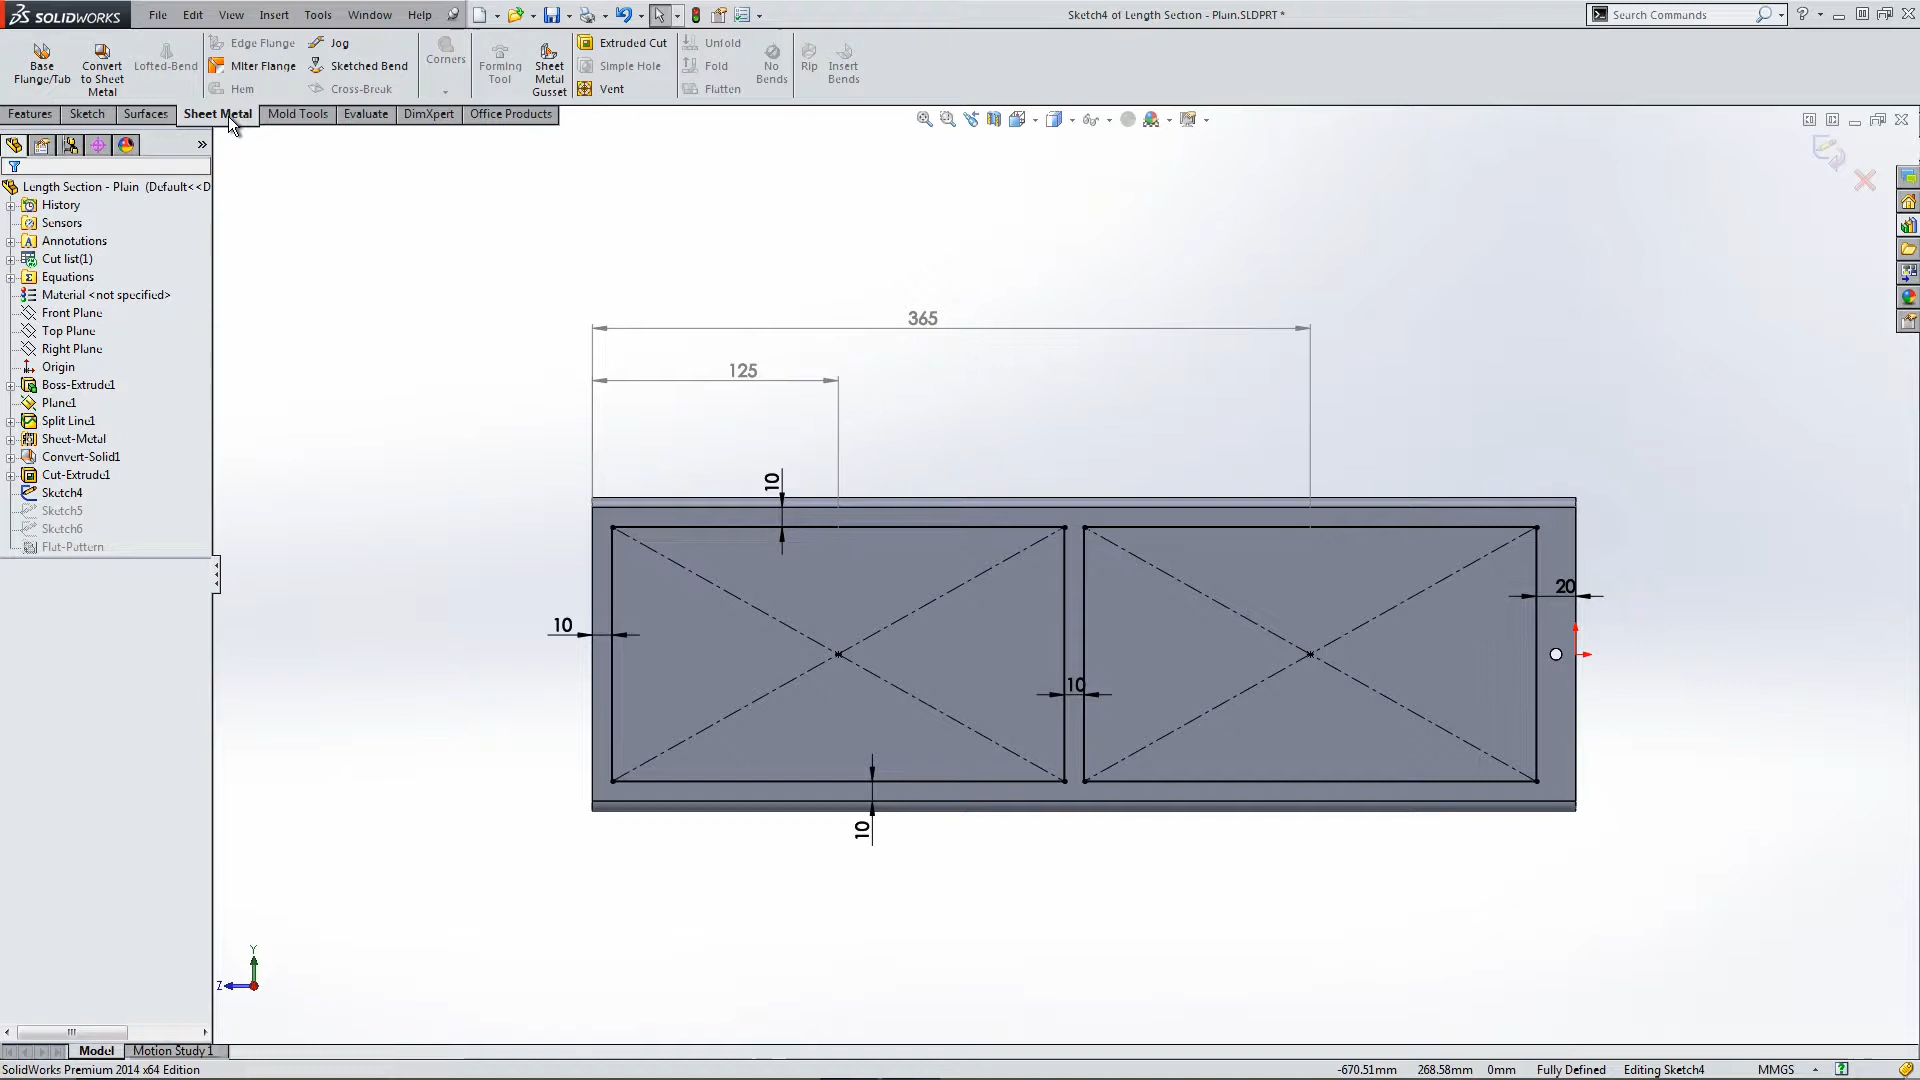 SOLIDWORKS File Edit View Insert Tools Window Help Sketch4 of Length Section - Plain.SLDPRT * Search Commands
Base Flange/Tub
Convert to Sheet Metal
Lofted-Bend
Edge Flange
Miter Flange
Hem
Jog
Sketched Bend
Cross-Break
Corners
Forming Tool
Sheet Metal Gusset
Extruded Cut
Simple Hole
Vent
Unfold
Fold
Flatten
No Bends
Rip
Insert Bends
Features Sketch Surfaces Sheet Metal Mold Tools Evaluate DimXpert Office Products
Length Section - Plain (Default<<D
History
Sensors
Annotations
Cut list(1)
Equations
Material <not specified>
Front Plane
Top Plane
Right Plane
Origin
Boss-Extrude1
Plane1
Split Line1
Sheet-Metal
Convert-Solid1
Cut-Extrude1
Sketch4
Sketch5
Sketch6
Flat-Pattern
365
125
10
20
10
10
10
Y
Z
Model Motion Study 1
SolidWorks Premium 2014 x64 Edition -670.51mm 268.58mm 0mm Fully Defined Editing Sketch4 MMGS